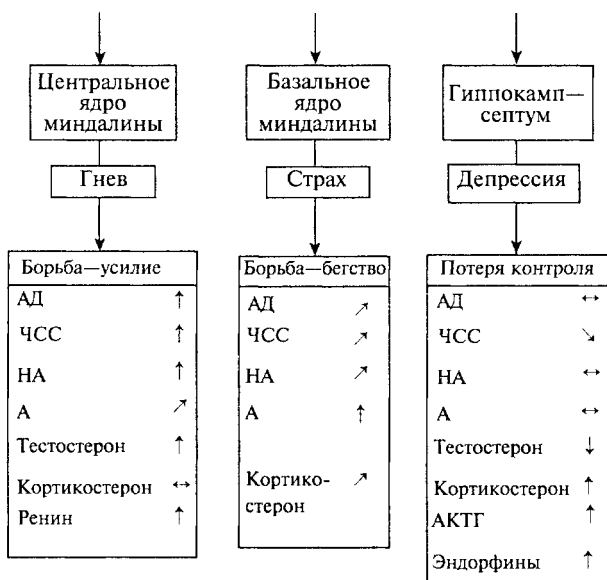 Центральное
ядро
миндалины
Гнев
Борьба—усилие
АД ↑
ЧСС ↑
НА ↑
А ↗
Тестостерон ↑
Кортикостерон ↔
Ренин ↑
Базальное
ядро
миндалины
Страх
Борьба—бегство
АД ↗
ЧСС ↗
НА ↗
А ↑
Кортико- ↗
стерон
Гиппокамп—
септум
Депрессия
Потеря контроля
АД ↔
ЧСС ↘
НА ↔
А ↔
Тестостерон ↓
Кортикостерон ↑
АКТГ ↑
Эндорфины ↑